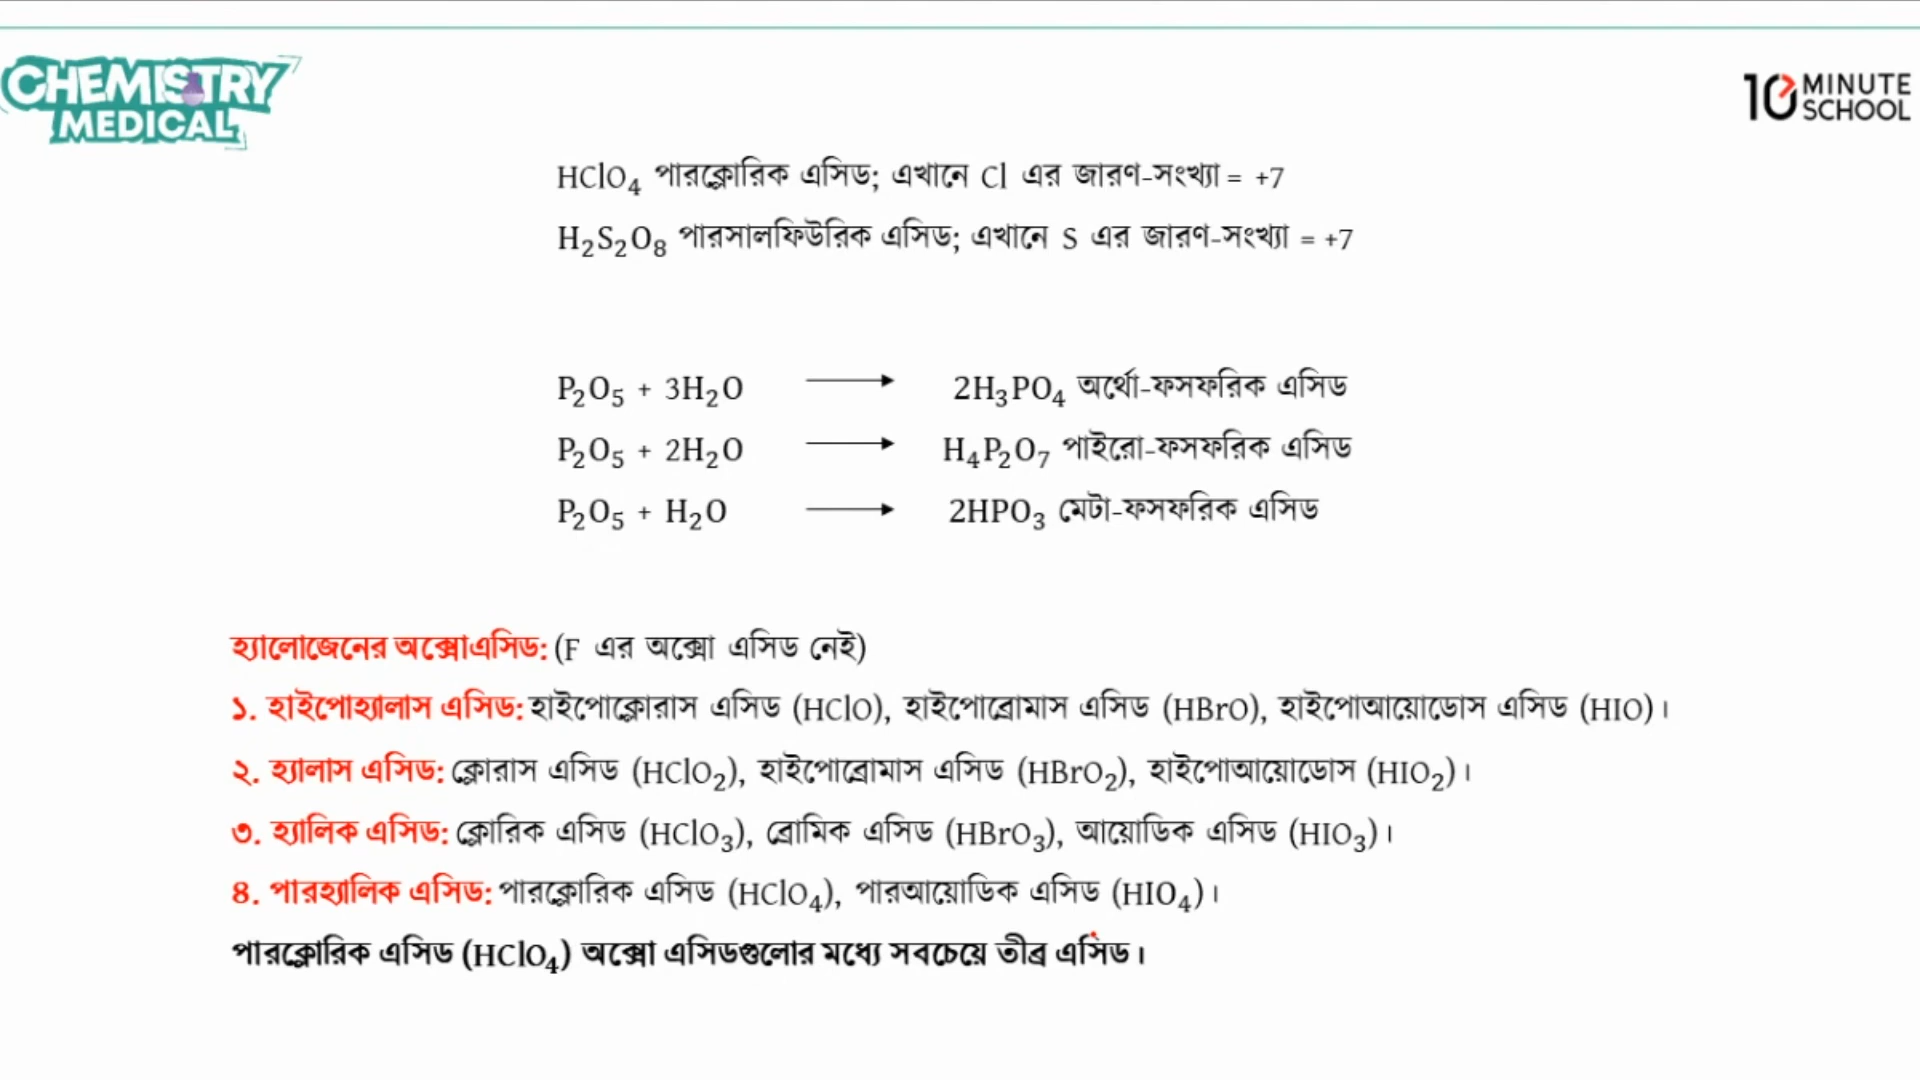 CHEMISTRY
MEDICAL
10 MINUTE
SCHOOL
HClO₄ পারক্লোরিক এসিড; এখানে Cl এর জারণ-সংখ্যা = +7
H₂S₂O₈ পারসালফিউরিক এসিড; এখানে S এর জারণ-সংখ্যা = +7
P₂O₅ + 3H₂O ⟶ 2H₃PO₄ অর্থো-ফসফরিক এসিড
P₂O₅ + 2H₂O ⟶ H₄P₂O₇ পাইরো-ফসফরিক এসিড
P₂O₅ + H₂O ⟶ 2HPO₃ মেটা-ফসফরিক এসিড
হ্যালোজেনের অক্সোএসিড: (F এর অক্সো এসিড নেই)
১. হাইপোহ্যালাস এসিড: হাইপোক্লোরাস এসিড (HClO), হাইপোব্রোমাস এসিড (HBrO), হাইপোআয়োডোস এসিড (HIO)।
২. হ্যালাস এসিড: ক্লোরাস এসিড (HClO₂), হাইপোব্রোমাস এসিড (HBrO₂), হাইপোআয়োডোস (HIO₂)।
৩. হ্যালিক এসিড: ক্লোরিক এসিড (HClO₃), ব্রোমিক এসিড (HBrO₃), আয়োডিক এসিড (HIO₃)।
৪. পারহ্যালিক এসিড: পারক্লোরিক এসিড (HClO₄), পারআয়োডিক এসিড (HIO₄)।
পারক্লোরিক এসিড (HClO₄) অক্সো এসিডগুলোর মধ্যে সবচেয়ে তীব্র এসিড।